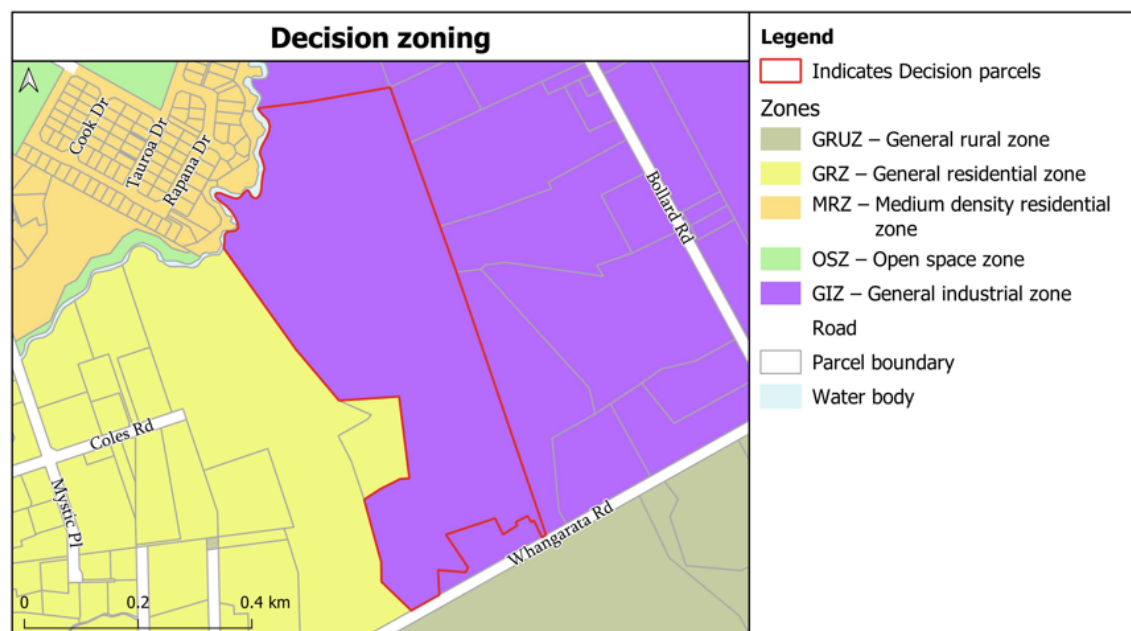 Decision zoning
Cook Dr
Tauroa Dr
Rapana Dr
Bollard Rd
Coles Rd
Mystic Pl
Whangarata Rd
0 0.2 0.4 km
Legend
Indicates Decision parcels
Zones
GRUZ – General rural zone
GRZ – General residential zone
MRZ – Medium density residential
zone
OSZ – Open space zone
GIZ – General industrial zone
Road
Parcel boundary
Water body